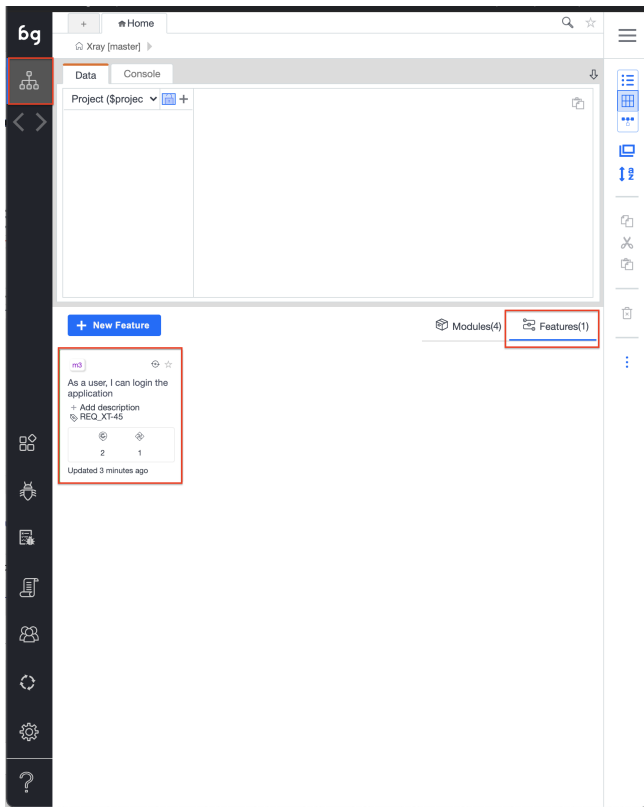 bg
+
Home
Xray [master]
Data
Console
Project ($projec
+
+ New Feature
Modules(4)
Features(1)
m3
As a user, I can login the
application
+ Add description
REQ_XT-45
2
1
Updated 3 minutes ago
a
z
?